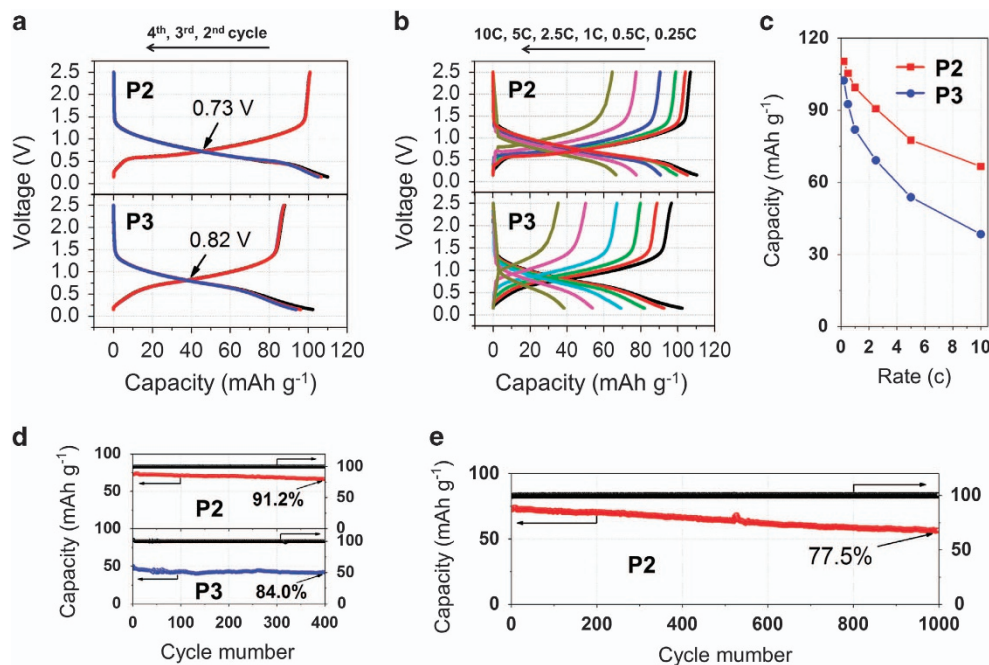 a
4th, 3rd, 2nd cycle
P2
0.73 V
2.5
2.0
1.5
1.0
0.5
0.0
P3
0.82 V
2.5
2.0
1.5
1.0
0.5
0.0
Voltage (V)
0 20 40 60 80 100 120
Capacity (mAh g-1)
b
10C, 5C, 2.5C, 1C, 0.5C, 0.25C
P2
2.5
2.0
1.5
1.0
0.5
0.0
P3
2.5
2.0
1.5
1.0
0.5
0.0
Voltage (V)
0 20 40 60 80 100 120
Capacity (mAh g-1)
c
120
90
60
30
0
Capacity (mAh g-1)
P2
P3
0 2 4 6 8 10
Rate (c)
d
100
50
100
50
0
Capacity (mAh g-1)
91.2%
P2
84.0%
P3
100
50
0
100
50
0
0 100 200 300 400
Cycle mumber
e
100
50
0
Capacity (mAh g-1)
77.5%
P2
100
50
0
0 200 400 600 800 1000
Cycle number